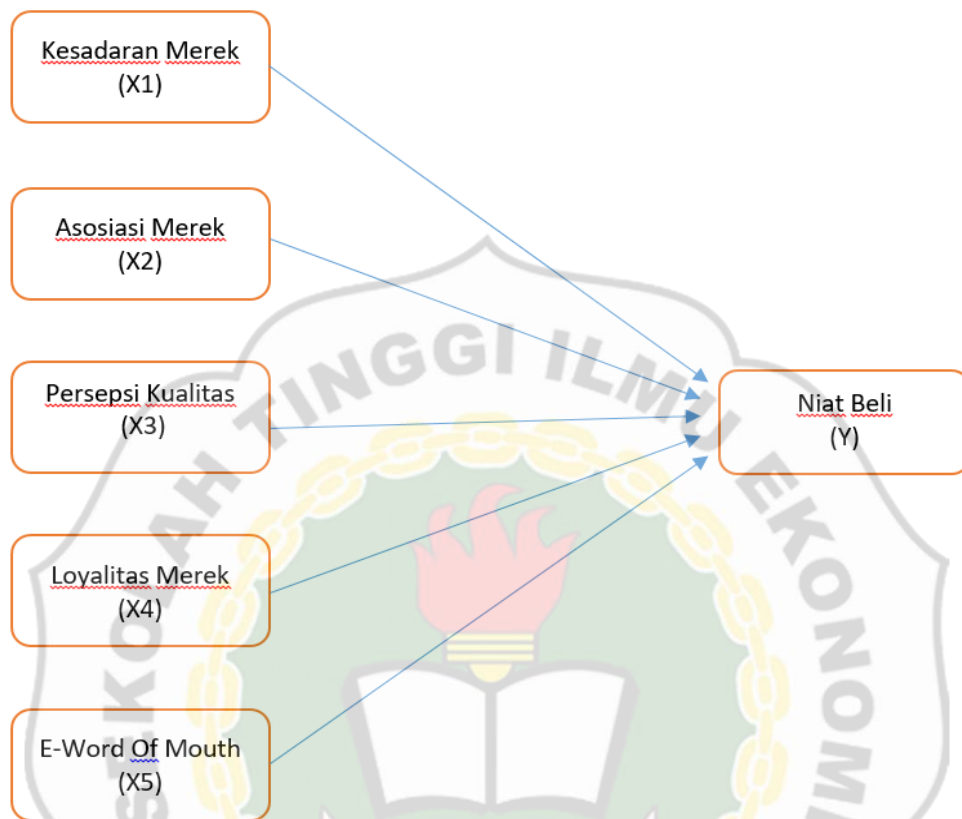 Kesadaran Merek
(X1)
Asosiasi Merek
(X2)
Persepsi Kualitas
(X3)
Loyalitas Merek
(X4)
E-Word Of Mouth
(X5)
Niat Beli
(Y)
SEKOLAH TINGGI ILMU EKONOMI